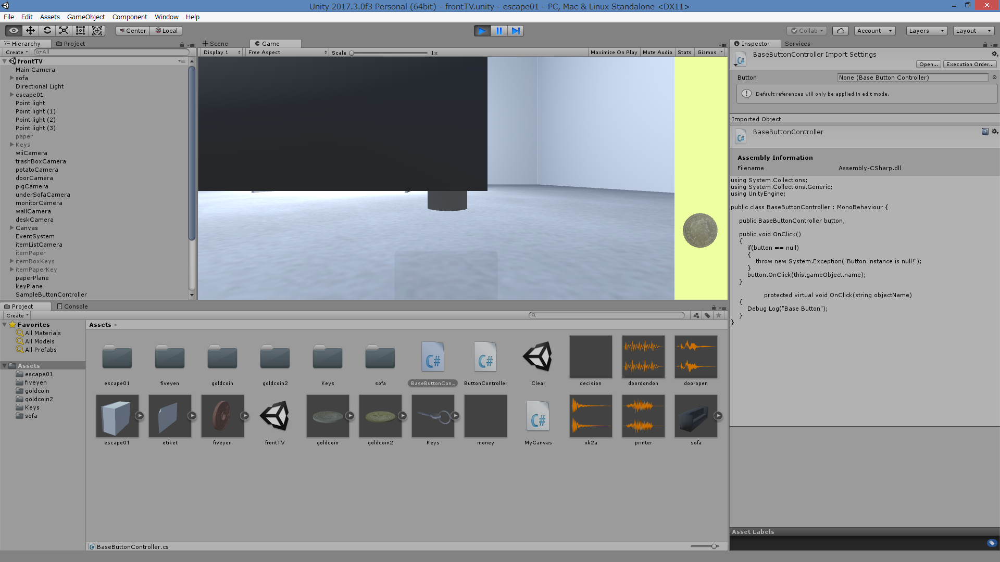 Unity 2017.3.0f3 Personal (64bit) - frontTV.unity - escape01 - PC, Mac & Linux Standalone <DX11>
File Edit Assets GameObject Component Window Help
Center Local
Collab Account Layers Layout
Hierarchy Project
Create All
frontTV
Main Camera
sofa
Directional Light
escape01
Point light
Point light (1)
Point light (2)
Point light (3)
paper
Keys
wiiCamera
trashBoxCamera
potatoCamera
doorCamera
pigCamera
underSofaCamera
monitorCamera
wallCamera
deskCamera
Canvas
EventSystem
itemListCamera
itemPaper
itemBoxKeys
itemPaperKey
paperPlane
keyPlane
SampleButtonController
Scene Game
Display 1 Free Aspect Scale 1x Maximize On Play Mute Audio Stats Gizmos
Inspector Services
BaseButtonController Import Settings
Open... Execution Order...
Button None (Base Button Controller)
Default references will only be applied in edit mode.
Imported Object
BaseButtonController
Assembly Information
Filename Assembly-CSharp.dll
using System.Collections;
using System.Collections.Generic;
using UnityEngine;
public class BaseButtonController : MonoBehaviour {
public BaseButtonController button;
public void OnClick()
{
if(button == null)
{
throw new System.Exception("Button instance is null!");
}
button.OnClick(this.gameObject.name);
}
protected virtual void OnClick(string objectName)
{
Debug.Log("Base Button");
}
}
Asset Labels
Project Console
Create
Favorites
All Materials
All Models
All Prefabs
Assets
escape01
fiveyen
goldcoin
goldcoin2
Keys
sofa
Assets
escape01 fiveyen goldcoin goldcoin2 Keys sofa BaseButtonCon... ButtonController Clear decision doordondon dooropen
escape01 etiket fiveyen frontTV goldcoin goldcoin2 Keys money MyCanvas ok2a printer sofa
BaseButtonController.cs